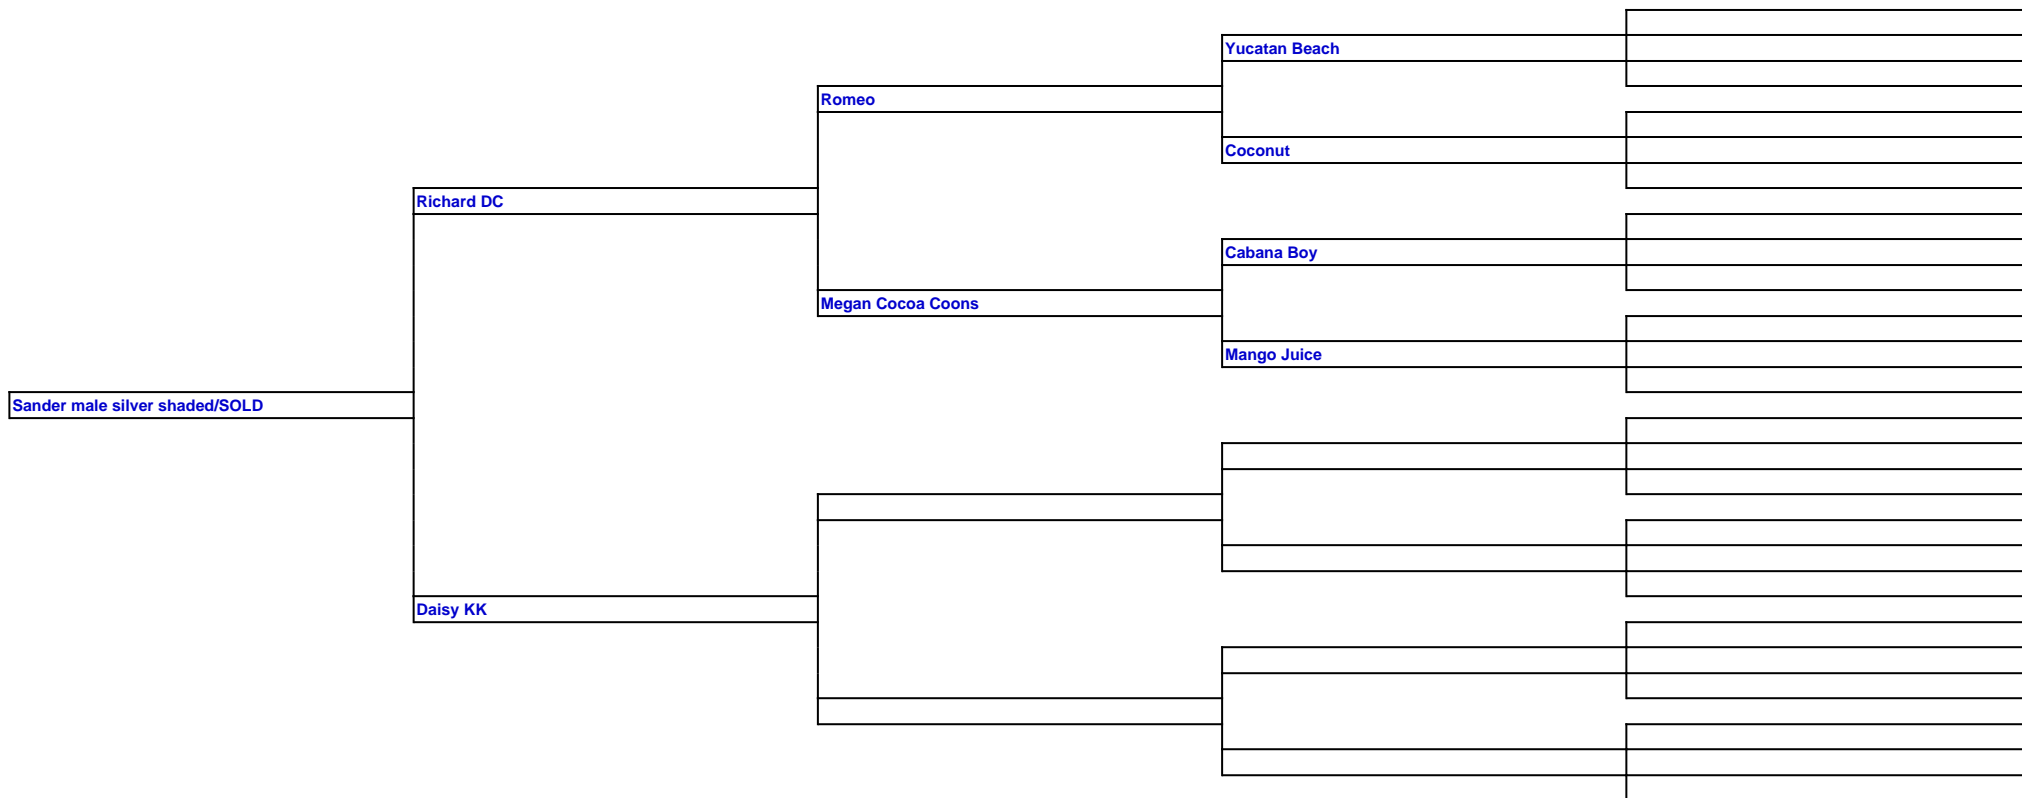 Yucatan Beach
Romeo
Coconut
Richard DC
Cabana Boy
Megan Cocoa Coons
Mango Juice
Sander male silver shaded/SOLD
Daisy KK